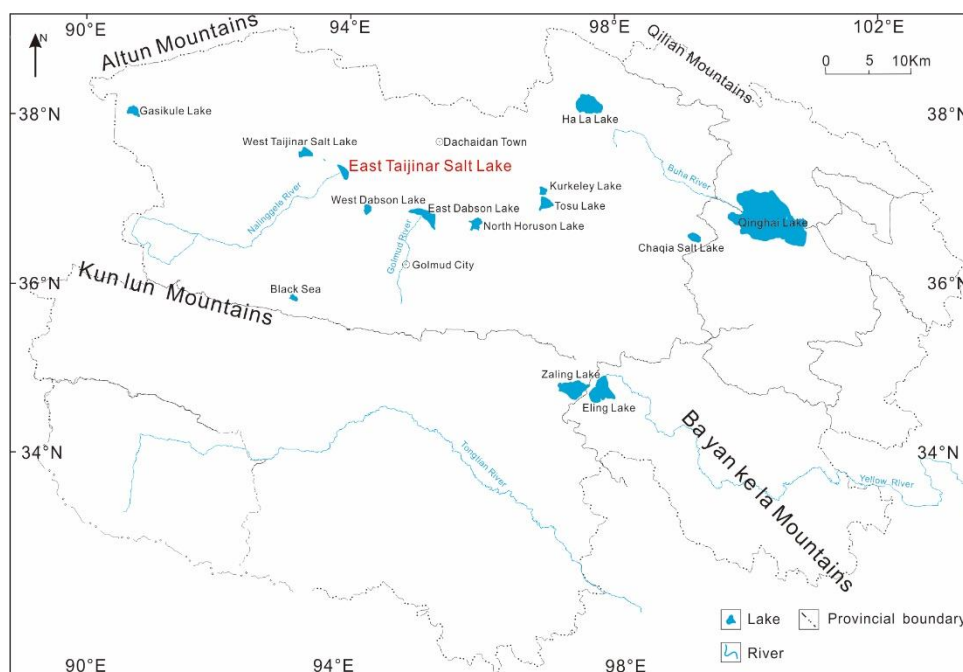 90°E
94°E
98°E
102°E
N
Altun Mountains
Qilian Mountains
0 5 10Km
38°N
38°N
Gasikule Lake
Ha La Lake
West Taijinar Salt Lake
Dachaidan Town
East Taijinar Salt Lake
Buha River
Kurkeley Lake
Nalinggele River
West Dabson Lake
Tosu Lake
East Dabson Lake
Qinghai Lake
North Horuson Lake
Golmud River
Chaqia Salt Lake
Golmud City
Kun lun Mountains
36°N
36°N
Black Sea
Zaling Lake
Eling Lake
Ba yan ke la Mountains
34°N
34°N
Tongtian River
Yellow River
Lake
Provincial boundary
River
90°E
94°E
98°E